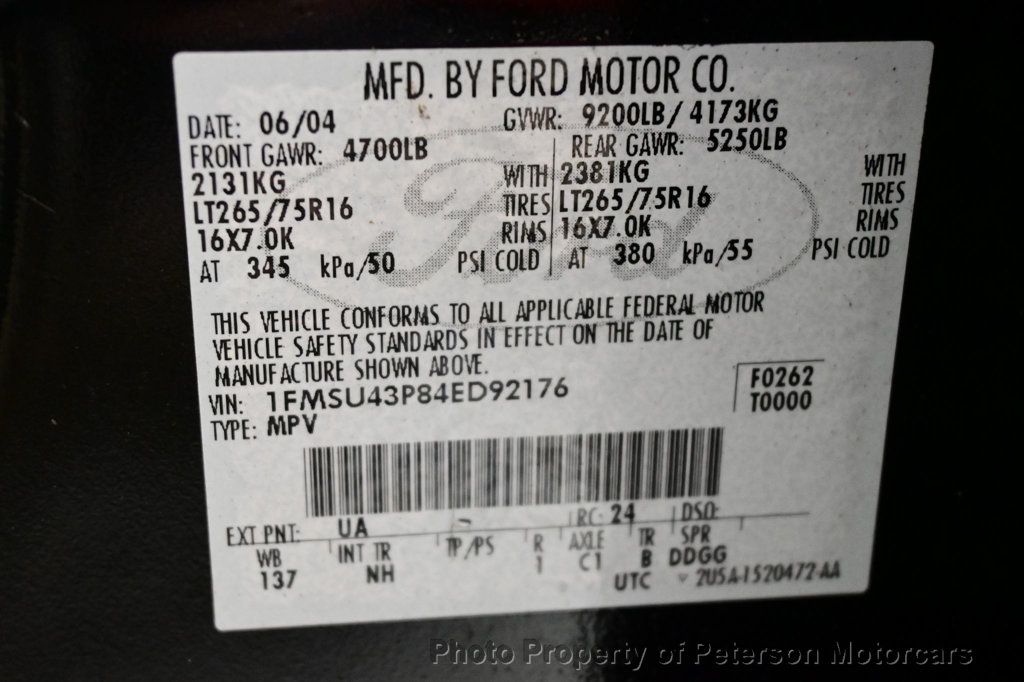 MFD. BY FORD MOTOR CO.
DATE: 06/04 GVWR: 9200LB/ 4173KG
FRONT GAWR: 4700LB REAR GAWR: 5250LB
2131KG WITH 2381KG WITH
LT265/75R16 TIRES LT265/75R16 TIRES
16X7.0K RIMS 16X7.0K RIMS
AT 345 kPa/50 PSI COLD AT 380 kPa/55 PSI COLD
Ford
THIS VEHICLE CONFORMS TO ALL APPLICABLE FEDERAL MOTOR
VEHICLE SAFETY STANDARDS IN EFFECT ON THE DATE OF
MANUFACTURE SHOWN ABOVE.
VIN: 1FMSU43P84ED92176 F0262
TYPE: MPV T0000
EXT PNT: UA RC: 24 DSO:
WB INT TR TP/PS R AXLE TR SPR
137 NH 1 C1 B DDGG
UTC 2U5A-1520472-AA
Photo Property of Peterson Motorcars